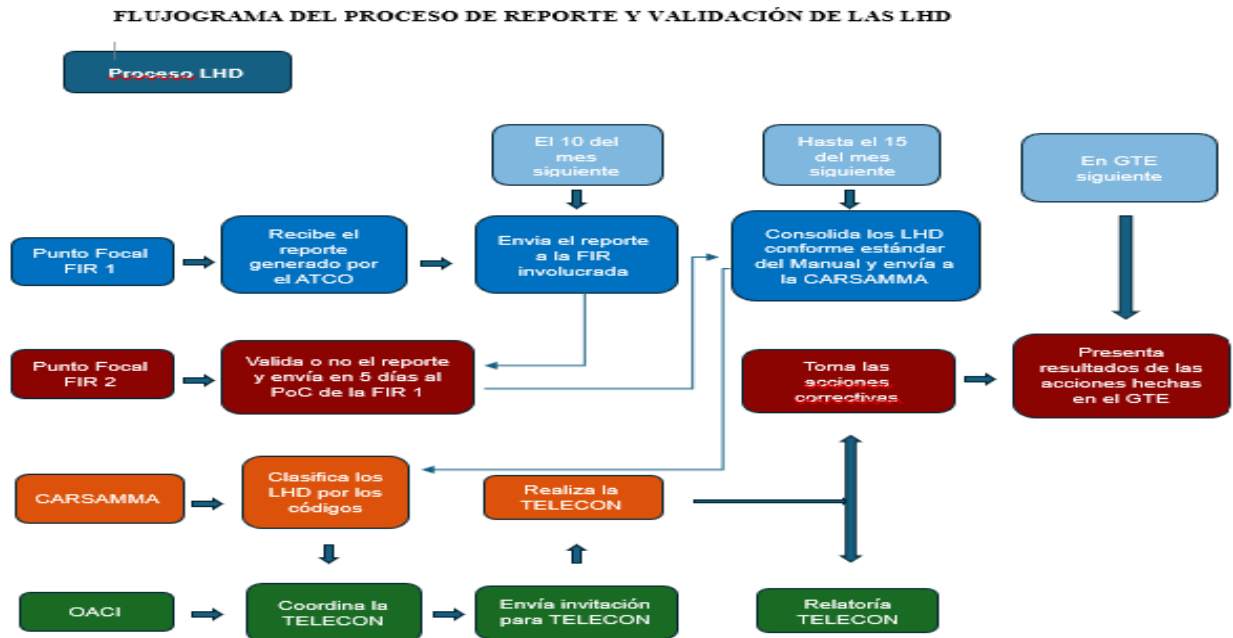 FLUJOGRAMA DEL PROCESO DE REPORTE Y VALIDACIÓN DE LAS LHD
Proceso LHD
El 10 del
mes
siguiente
Hasta el 15
del mes
siguiente
En GTE
siguiente
Punto Focal
FIR 1
Recibe el
reporte
generado por
el ATCO
Envia el reporte
a la FIR
involucrada
Consolida los LHD
conforme estándar
del Manual y envía a
la CARSAMMA
Punto Focal
FIR 2
Valida o no el reporte
y envía en 5 días al
PoC de la FIR 1
Toma las
acciones
correctivas
Presenta
resultados de las
acciones hechas
en el GTE
CARSAMMA
Clasifica los
LHD por los
códigos
Realiza la
TELECON
OACI
Coordina la
TELECON
Envía invitación
para TELECON
Relatoría
TELECON